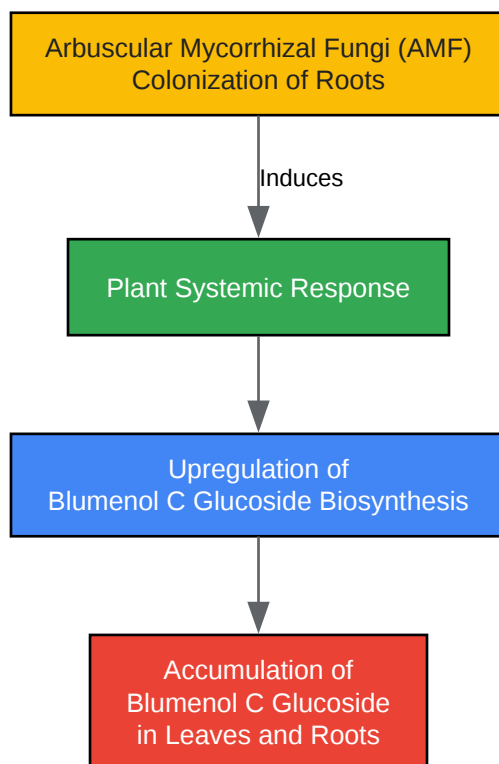 Arbuscular Mycorrhizal Fungi (AMF)
Colonization of Roots
Induces
Plant Systemic Response
Upregulation of
Blumenol C Glucoside Biosynthesis
Accumulation of
Blumenol C Glucoside
in Leaves and Roots